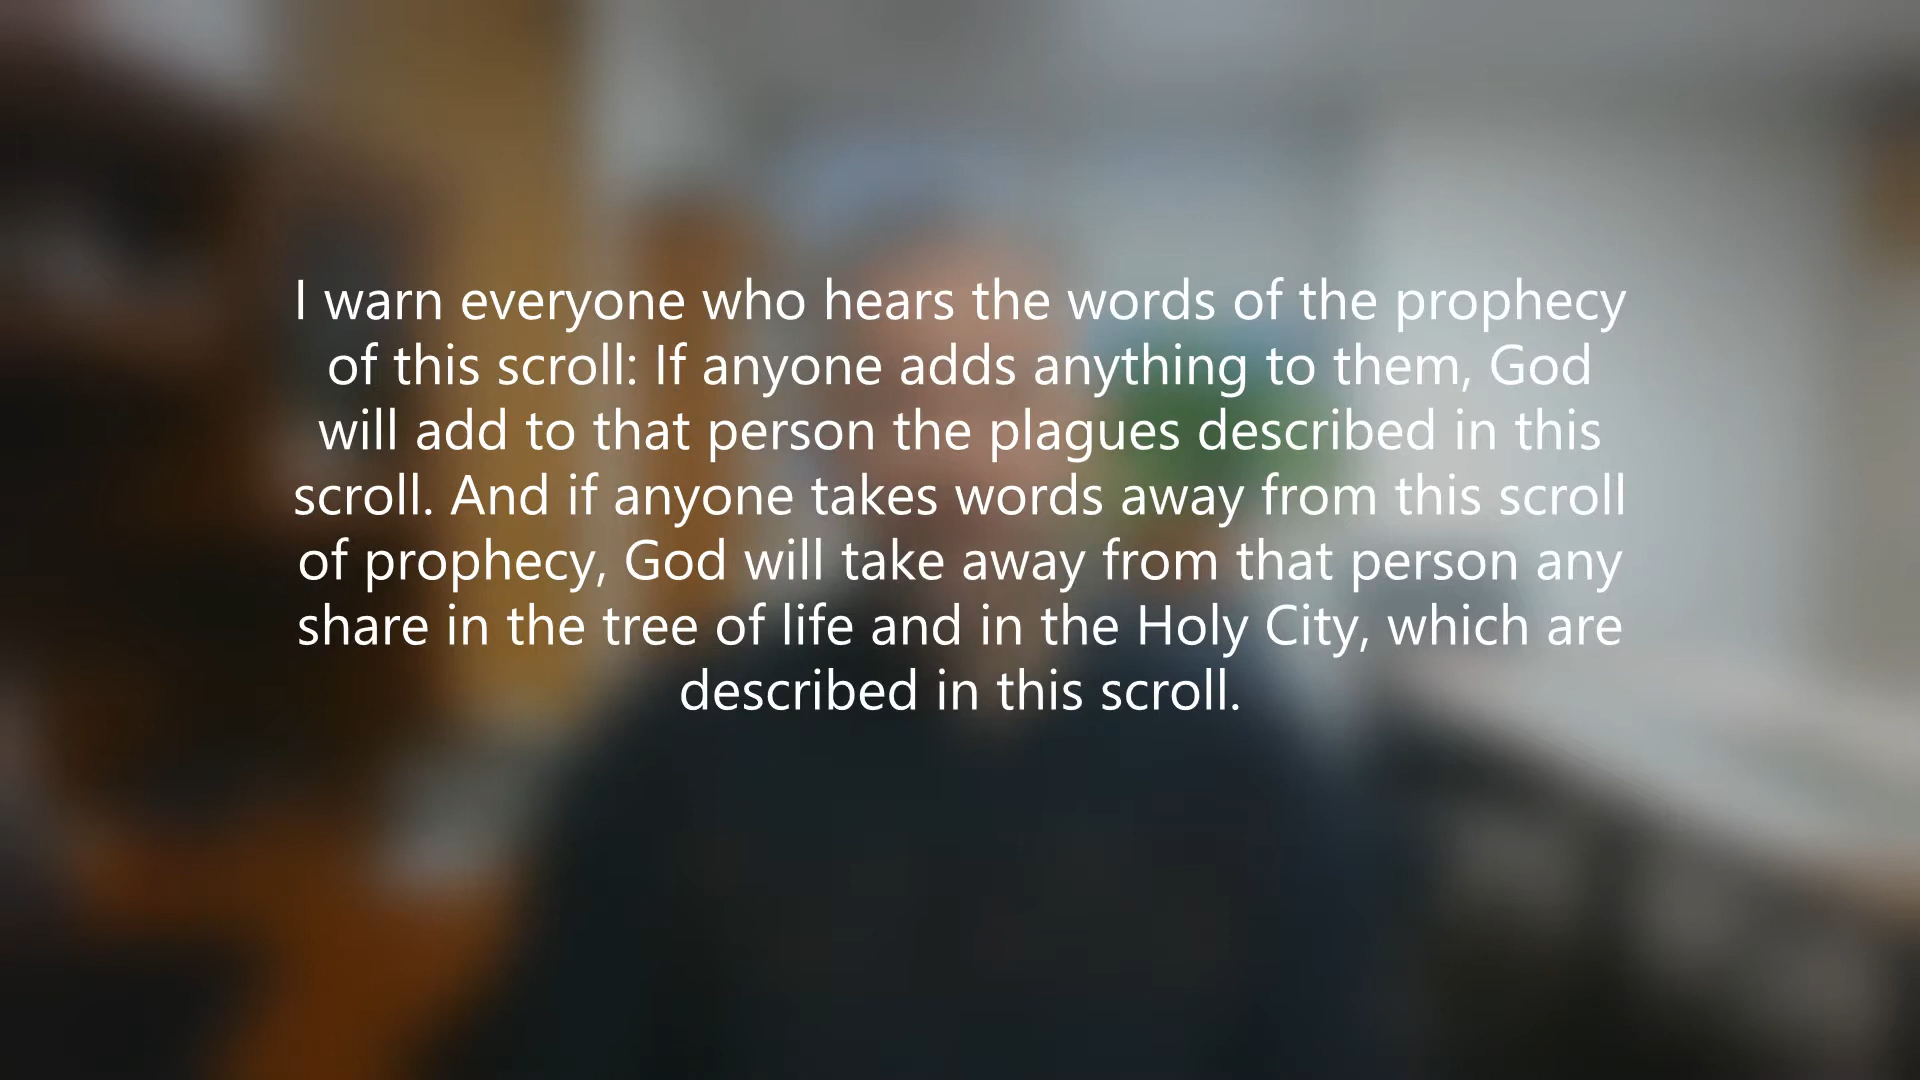 I warn everyone who hears the words of the prophecy
of this scroll: If anyone adds anything to them, God
will add to that person the plagues described in this
scroll. And if anyone takes words away from this scroll
of prophecy, God will take away from that person any
share in the tree of life and in the Holy City, which are
described in this scroll.